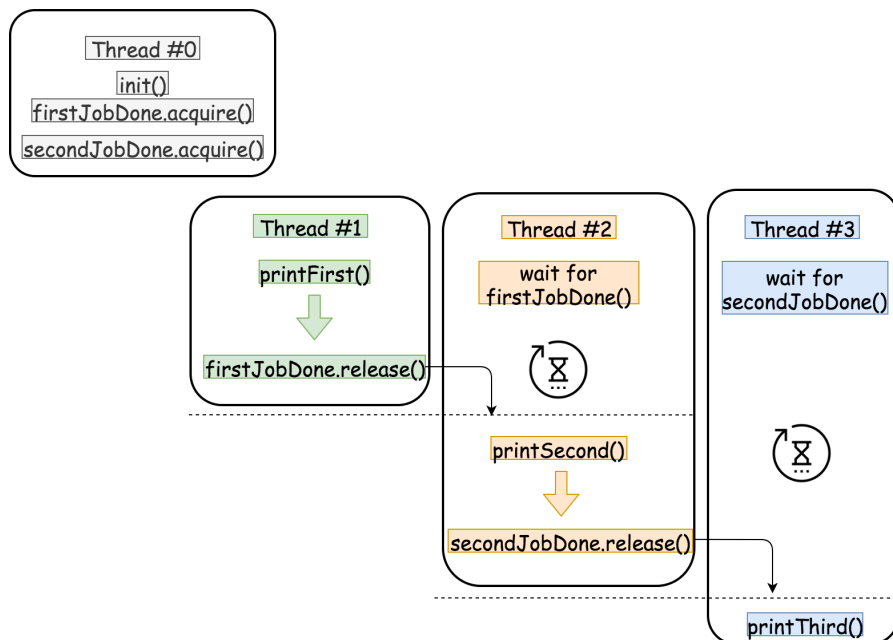 Thread #0
init()
firstJobDone.acquire()
secondJobDone.acquire()
Thread #1
printFirst()
firstJobDone.release()
Thread #2
wait for
firstJobDone()
printSecond()
secondJobDone.release()
Thread #3
wait for
secondJobDone()
printThird()